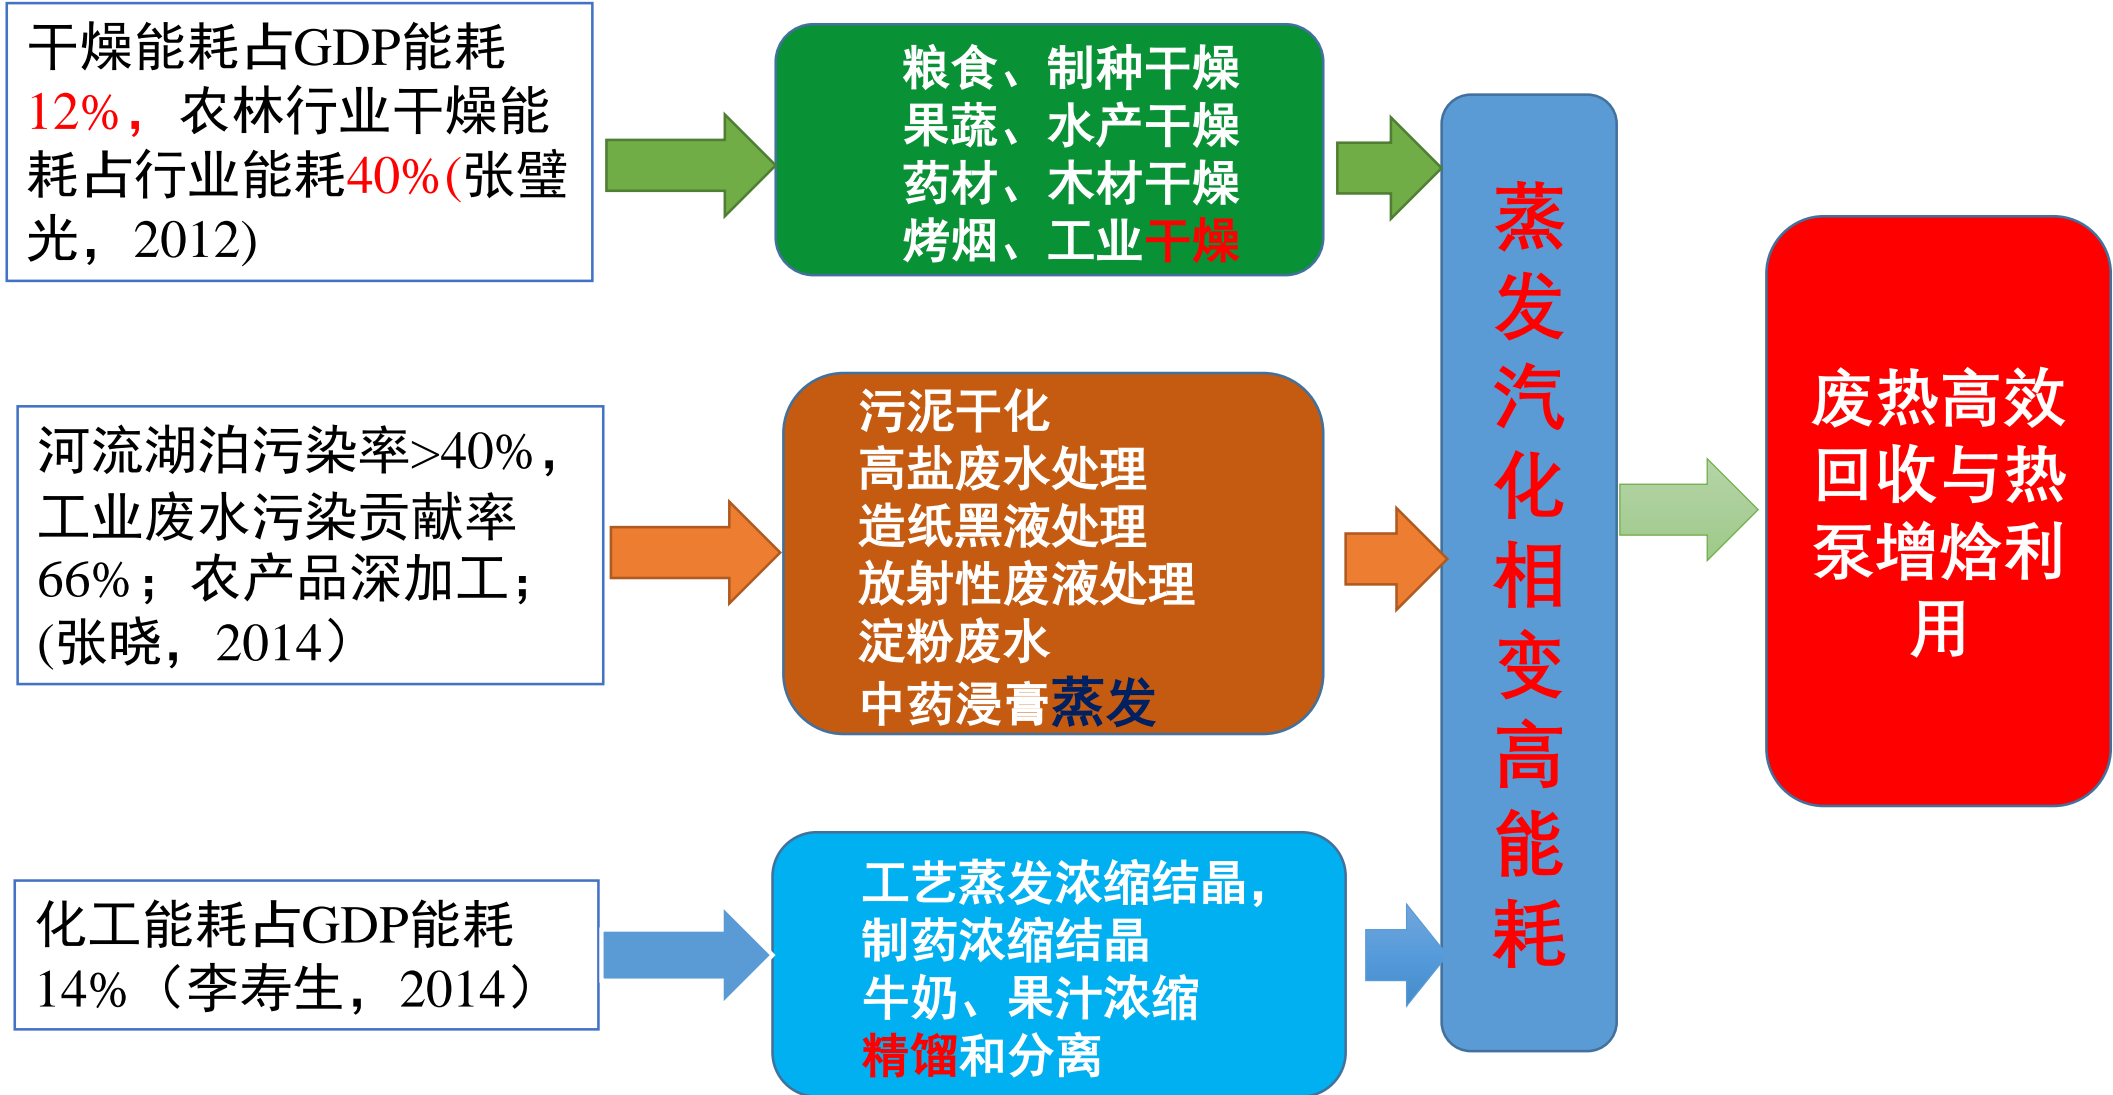 干燥能耗占GDP能耗
12%，农林行业干燥能
耗占行业能耗40%(张璧
光，2012)
粮食、制种干燥
果蔬、水产干燥
药材、木材干燥
烤烟、工业干燥
河流湖泊污染率>40%，
工业废水污染贡献率
66%；农产品深加工；
(张晓，2014）
污泥干化
高盐废水处理
造纸黑液处理
放射性废液处理
淀粉废水
中药浸膏蒸发
化工能耗占GDP能耗
14%（李寿生，2014）
工艺蒸发浓缩结晶，
制药浓缩结晶
牛奶、果汁浓缩
精馏和分离
蒸发汽化相变高能耗
废热高效
回收与热
泵增焓利
用